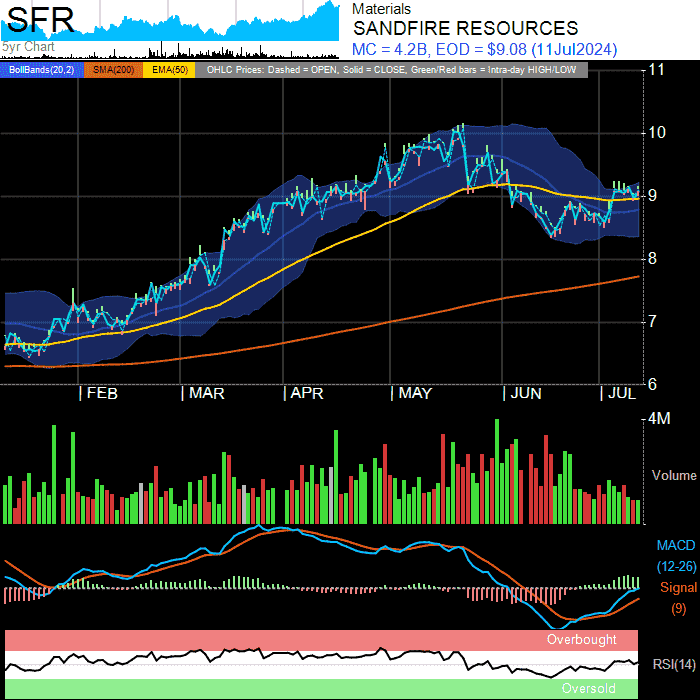 SFR
5yr Chart
Materials
SANDFIRE RESOURCES
MC = 4.2B, EOD = $9.08 (11Jul2024)
BollBands(20,2) SMA(200) EMA(50) OHLC Prices: Dashed = OPEN, Solid = CLOSE, Green/Red bars = Intra-day HIGH/LOW
11
10
9
8
7
6
FEB MAR APR MAY JUN JUL
4M
Volume
MACD
(12-26)
Signal
(9)
Overbought
RSI(14)
Oversold